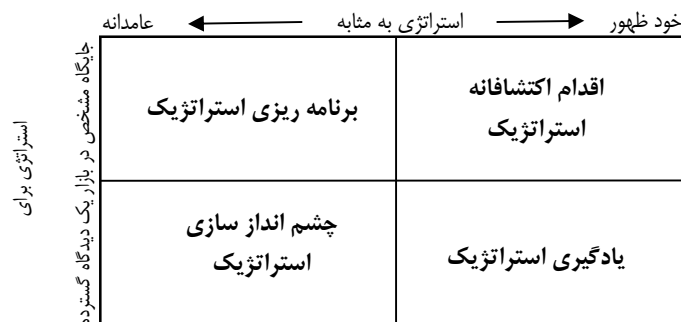 خود ظهور استراتژی به مثابه عامدانه
اقدام اکتشافانه
استراتژیک
برنامه ریزی استراتژیک
یادگیری استراتژیک
چشم انداز سازی
استراتژیک
جایگاه مشخص در بازار
یک دیدگاه گسترده
استراتژی برای